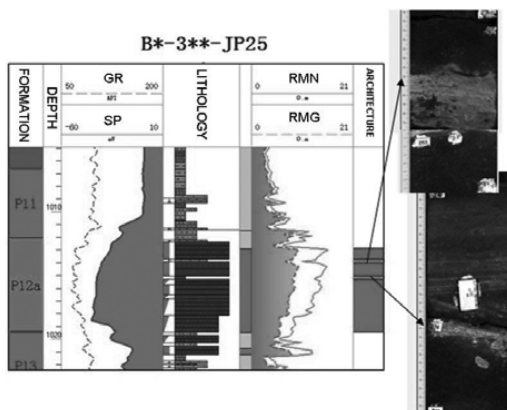 B*-3**-JP25
FORMATION
DEPTH
50 GR 200
API
-60 SP 10
LITHOLOGY
0 RMN 21
Ω.m
0 RMG 21
Ω.m
ARCHITECTURE
P11
1010
P12a
1020
P13